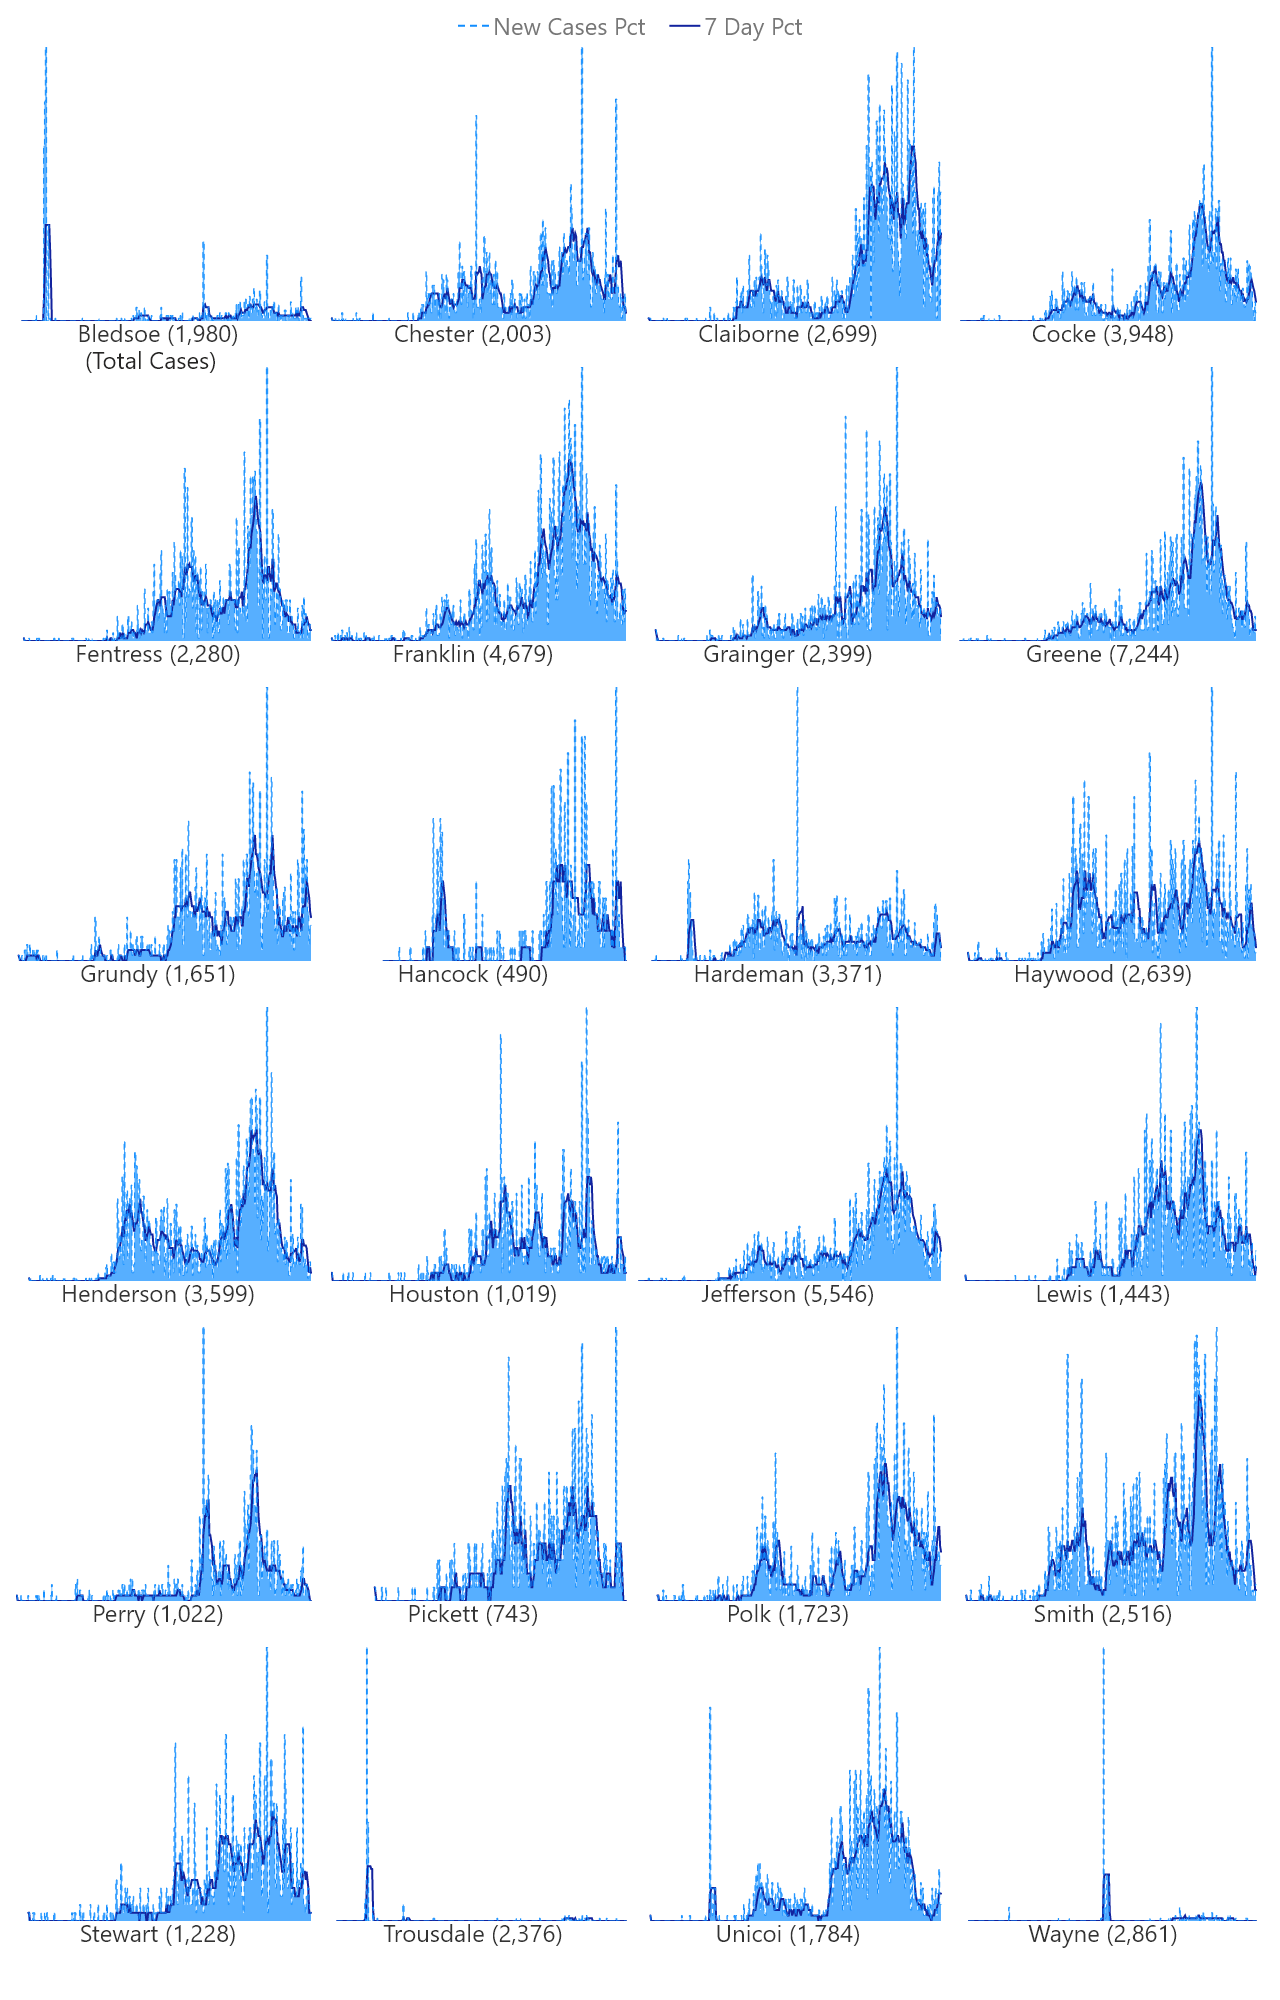 New Cases Pct 7 Day Pct
Bledsoe (1,980) Chester (2,003) Claiborne (2,699) Cocke (3,948)
(Total Cases)
Fentress (2,280) Franklin (4,679) Grainger (2,399) Greene (7,244)
Grundy (1,651) Hancock (490) Hardeman (3,371) Haywood (2,639)
Henderson (3,599) Houston (1,019) Jefferson (5,546) Lewis (1,443)
Perry (1,022) Pickett (743) Polk (1,723) Smith (2,516)
Stewart (1,228) Trousdale (2,376) Unicoi (1,784) Wayne (2,861)